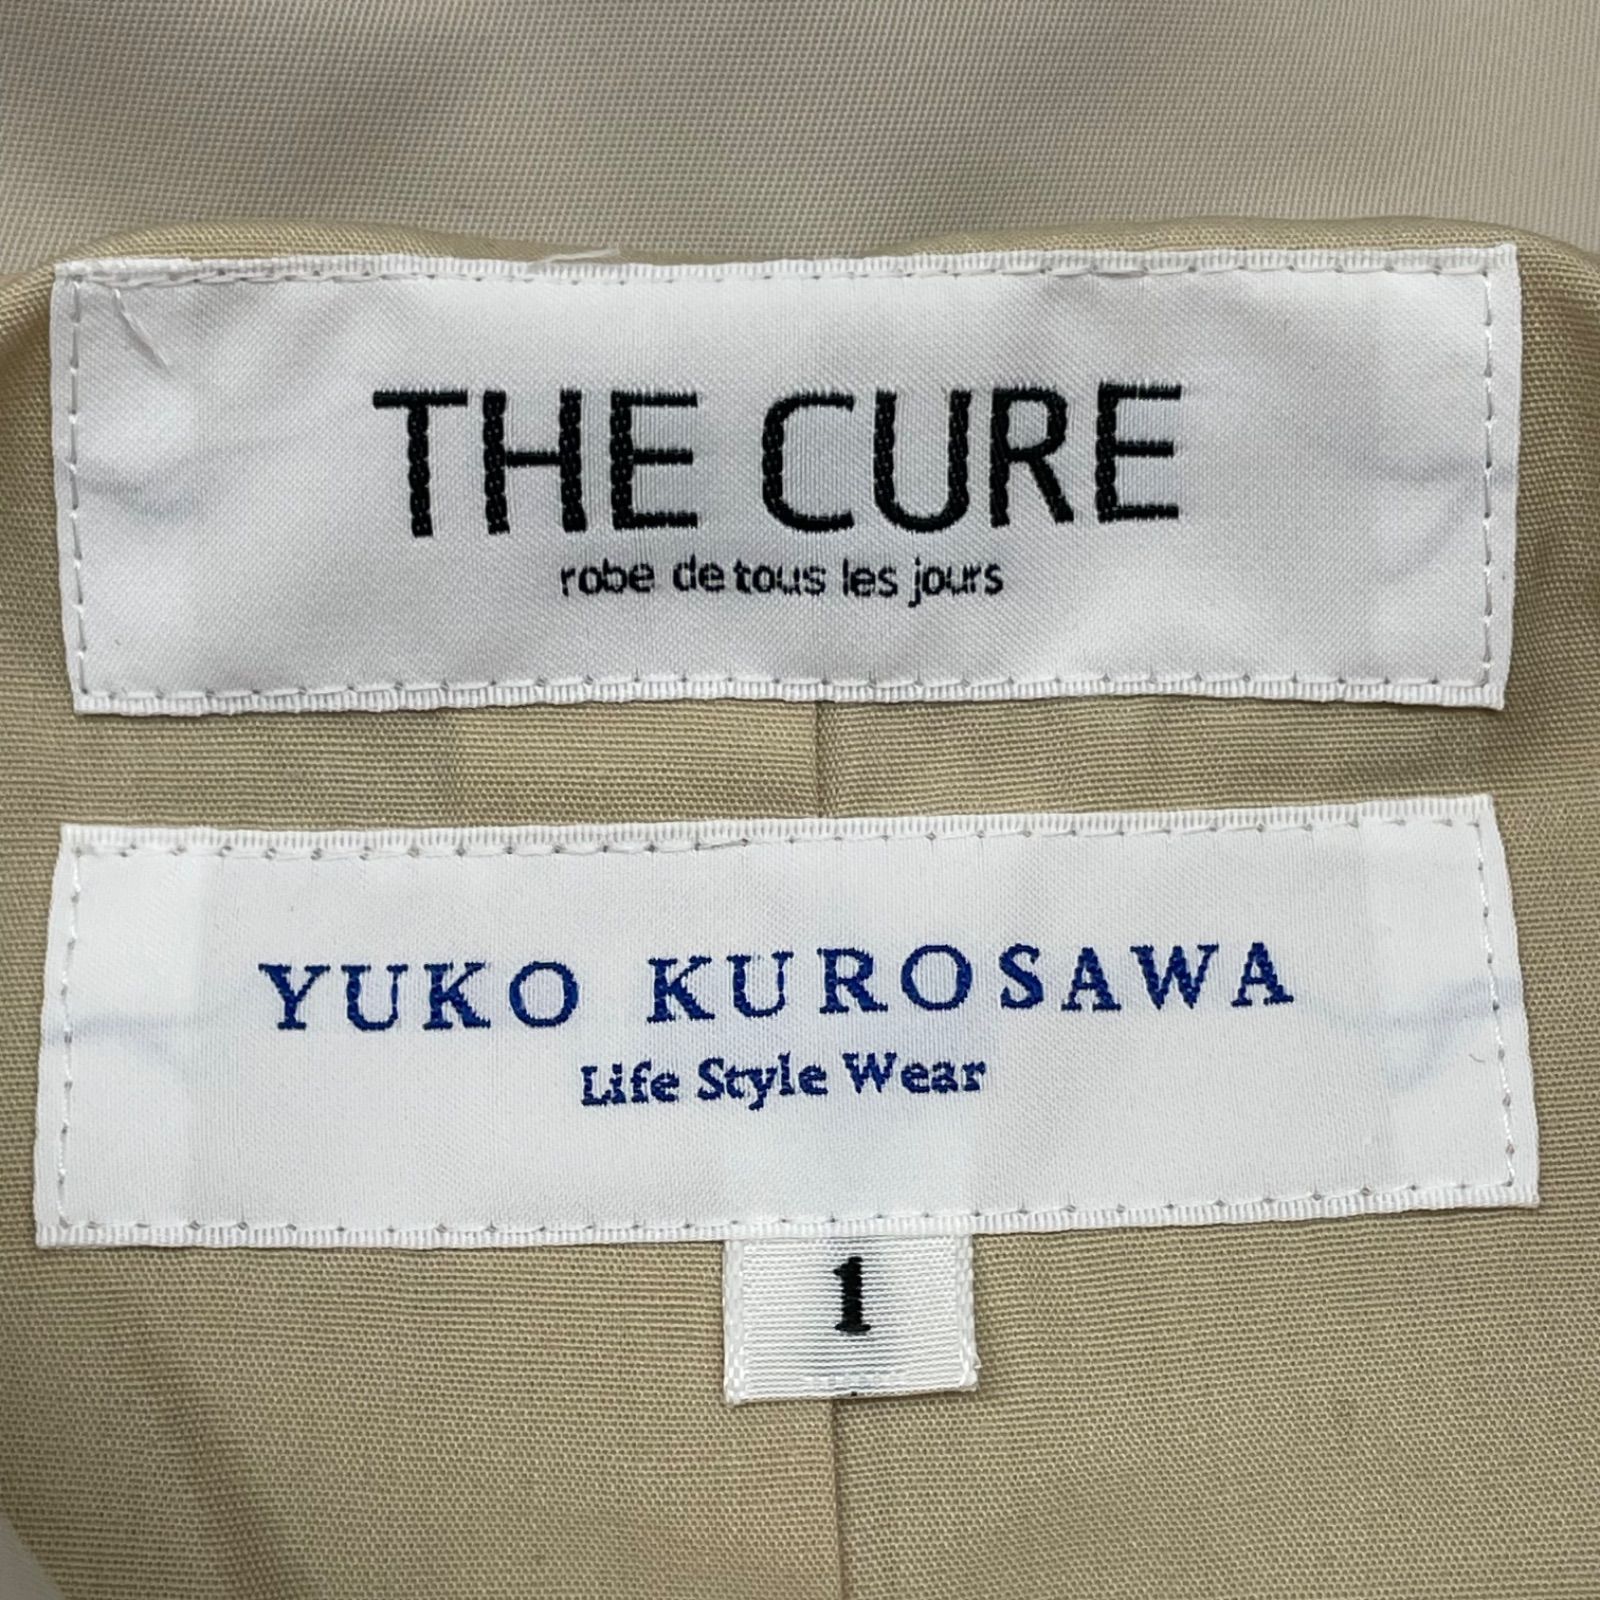 THE CURE
robe de tous les jours
YUKO KUROSAWA
Life Style Wear
1